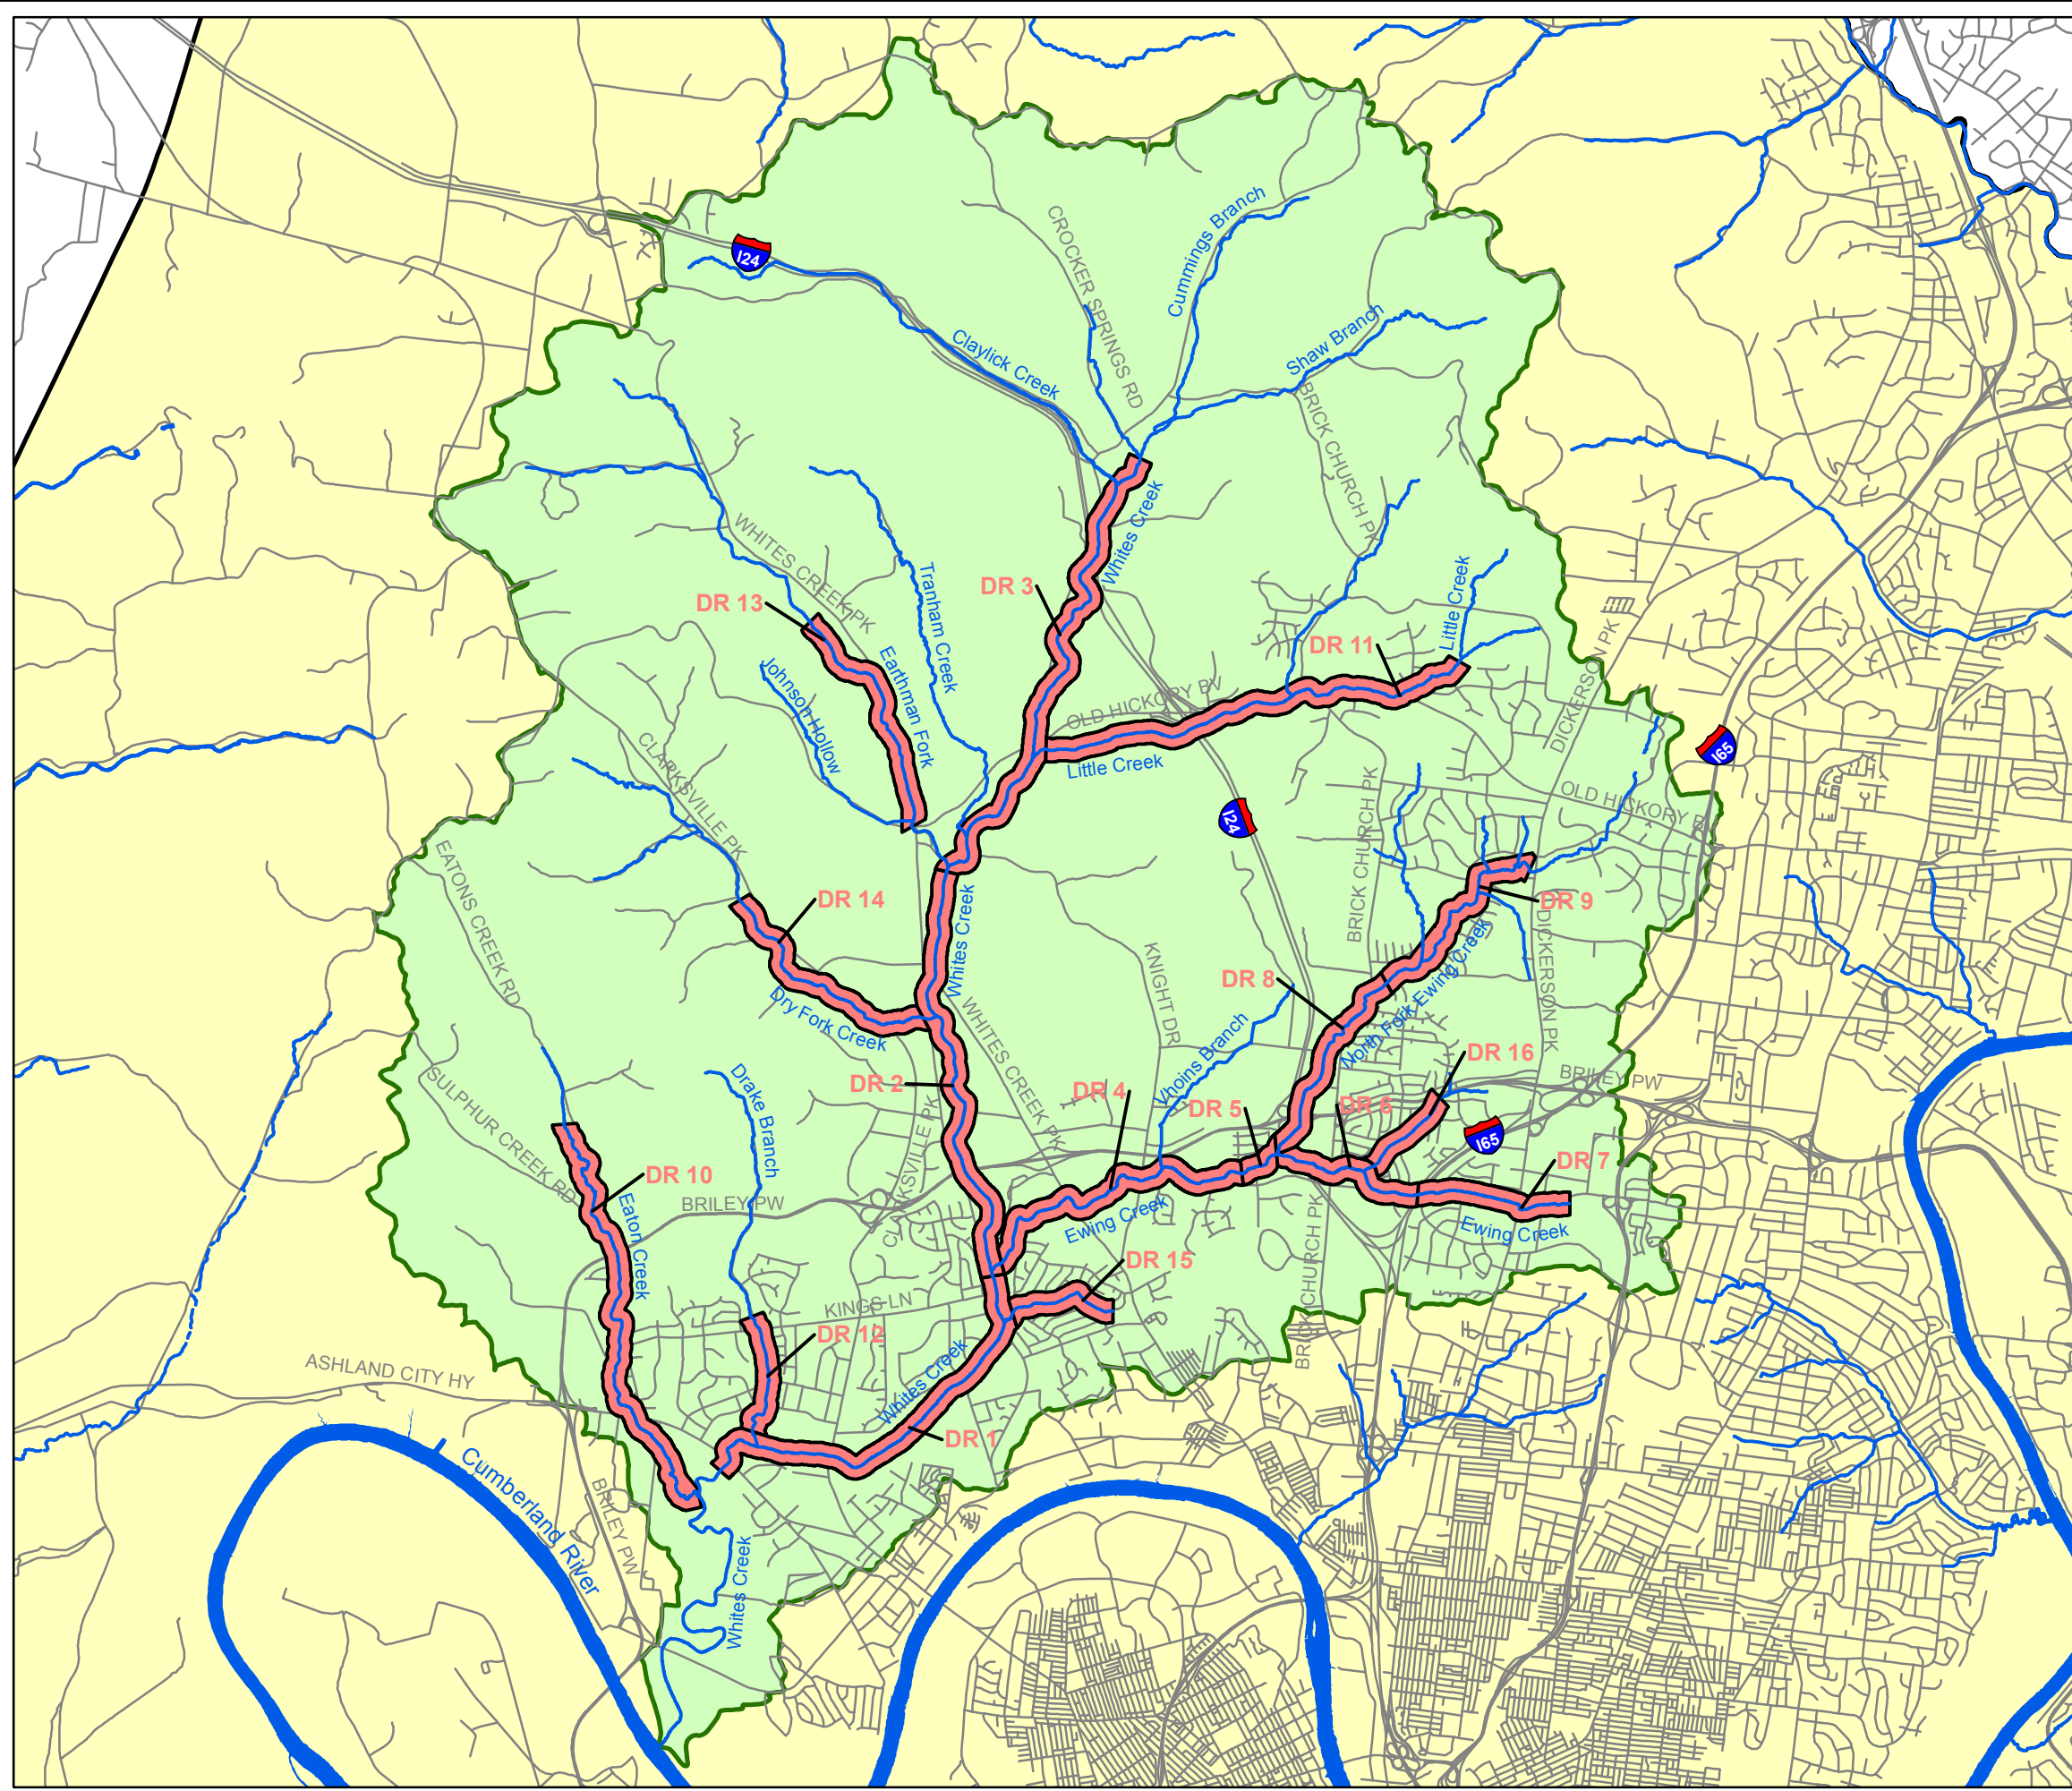 Cummings Branch
CROCKER SPRINGS RD
I24
Claylick Creek
Shaw Branch
BRICK CHURCH PK
Whites Creek
WHITES CREEK PK
Tranham Creek
DR 3
DR 13
Little Creek
DR 11
Johnson Hollow
Earthman Fork
OLD HICKORY BV
DICKERSON PK
I65
CLARKSVILLE PK
Little Creek
BRICK CHURCH PK
I24
OLD HICKORY B
EATONS CREEK RD
DR 14
Whites Creek
DR 9
DICKERSON PK
KNIGHT DR
DR 8
North Fork Ewing Creek
Dry Fork Creek
WHITES CREEK PK
Whoins Branch
DR 16
BRILEY PW
SULPHUR CREEK RD
Drake Branch
DR 2
DR 4
DR 5
DR 6
I65
CLARKSVILLE PK
DR 7
DR 10
Eaton Creek
BRILEY PW
Ewing Creek
Ewing Creek
BRICK CHURCH PK
DR 15
KINGS LN
DR 12
Whites Creek
ASHLAND CITY HY
DR 1
Cumberland River
BRILEY PW
Whites Creek